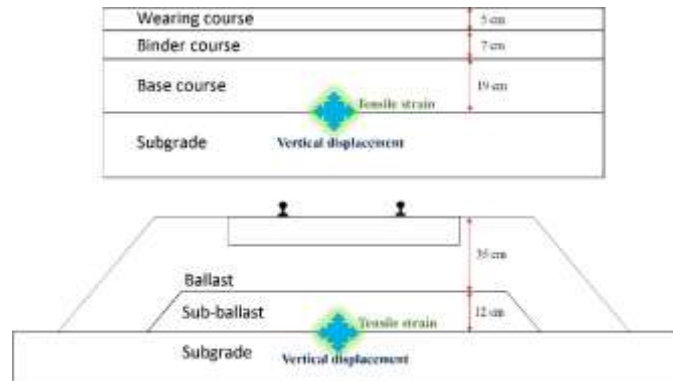 Wearing course
5 cm
Binder course
7 cm
Base course
19 cm
Tensile strain
Subgrade
Vertical displacement
35 cm
Ballast
Sub-ballast
12 cm
Tensile strain
Subgrade
Vertical displacement